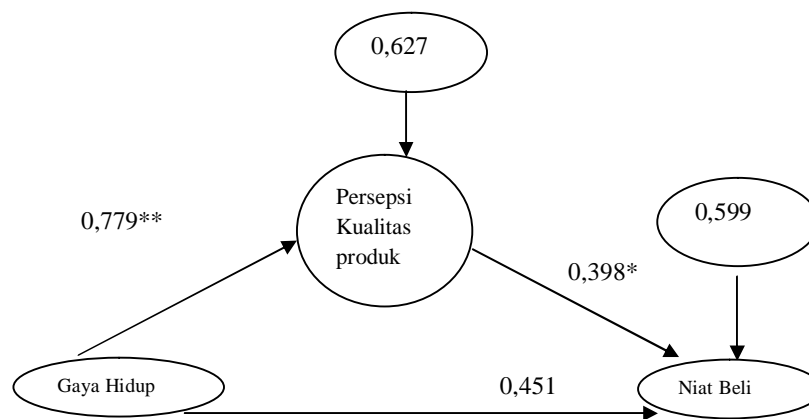 0,627
0,779**
Persepsi
Kualitas
produk
0,599
0,398*
Gaya Hidup
0,451
Niat Beli